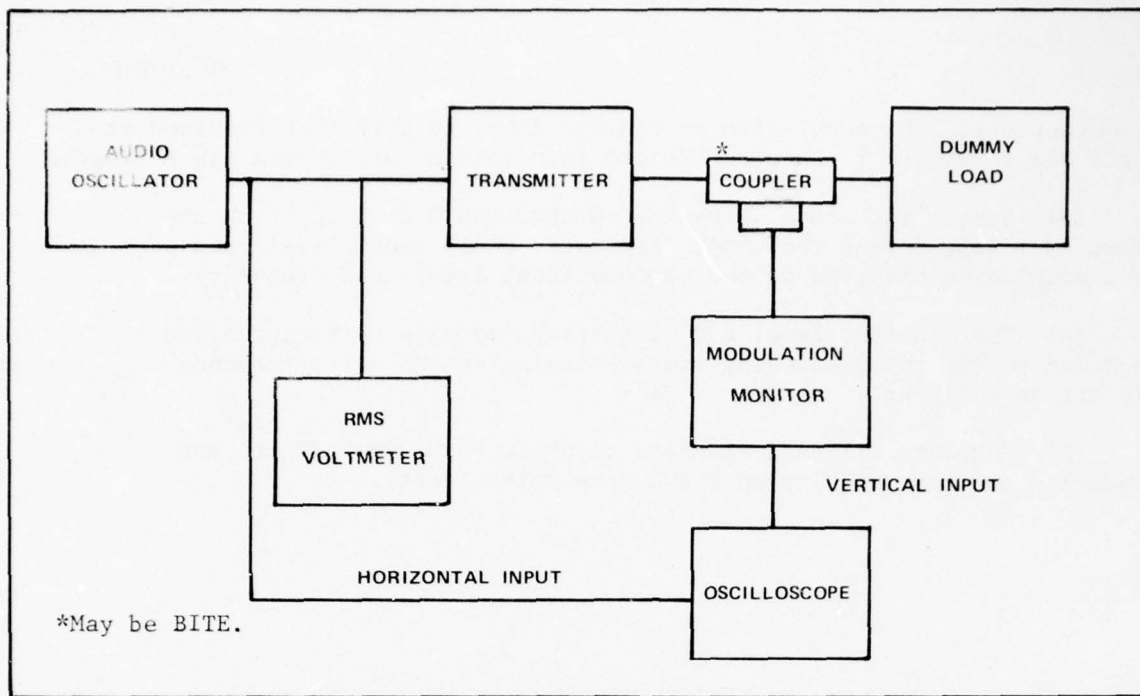 AUDIO
OSCILLATOR
TRANSMITTER
*
COUPLER
DUMMY
LOAD
RMS
VOLTMETER
MODULATION
MONITOR
VERTICAL INPUT
HORIZONTAL INPUT
OSCILLOSCOPE
*May be BITE.